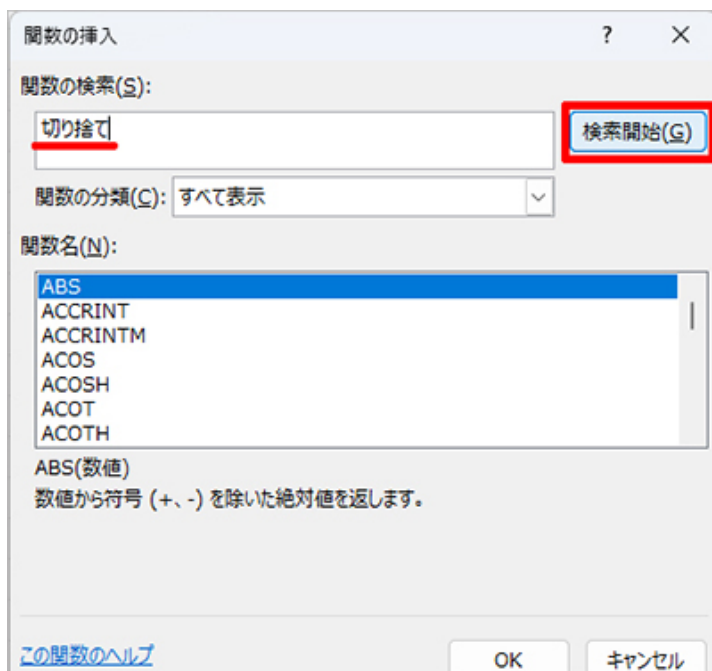 関数の挿入 ?
関数の検索(S):
切り捨て
検索開始(G)
関数の分類(C): すべて表示
関数名(N):
ABS
ACCRINT
ACCRINTM
ACOS
ACOSH
ACOT
ACOTH
ABS(数値)
数値から符号 (+、-) を除いた絶対値を返します。
この関数のヘルプ
OK キャンセル